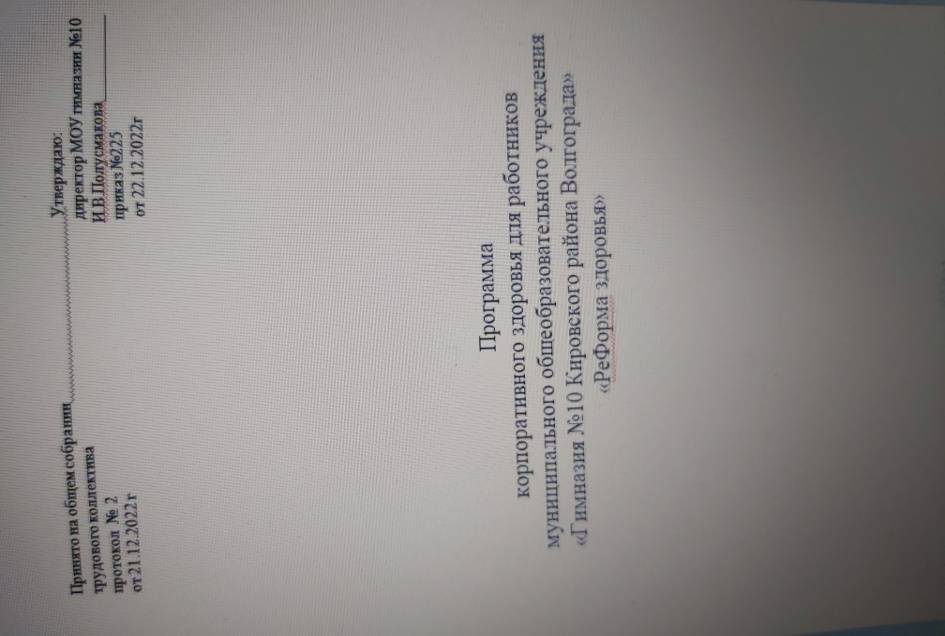 Принято на общем собрании Утверждаю:
трудового коллектива директор МОУ гимназии №10
протокол № 2 И.В.Полусмакова
от 21.12.2022г приказ №225
от 22.12.2022г
Программа
корпоративного здоровья для работников
муниципального общеобразовательного учреждения
«Гимназия №10 Кировского района Волгограда»
«РеФорма здоровья»